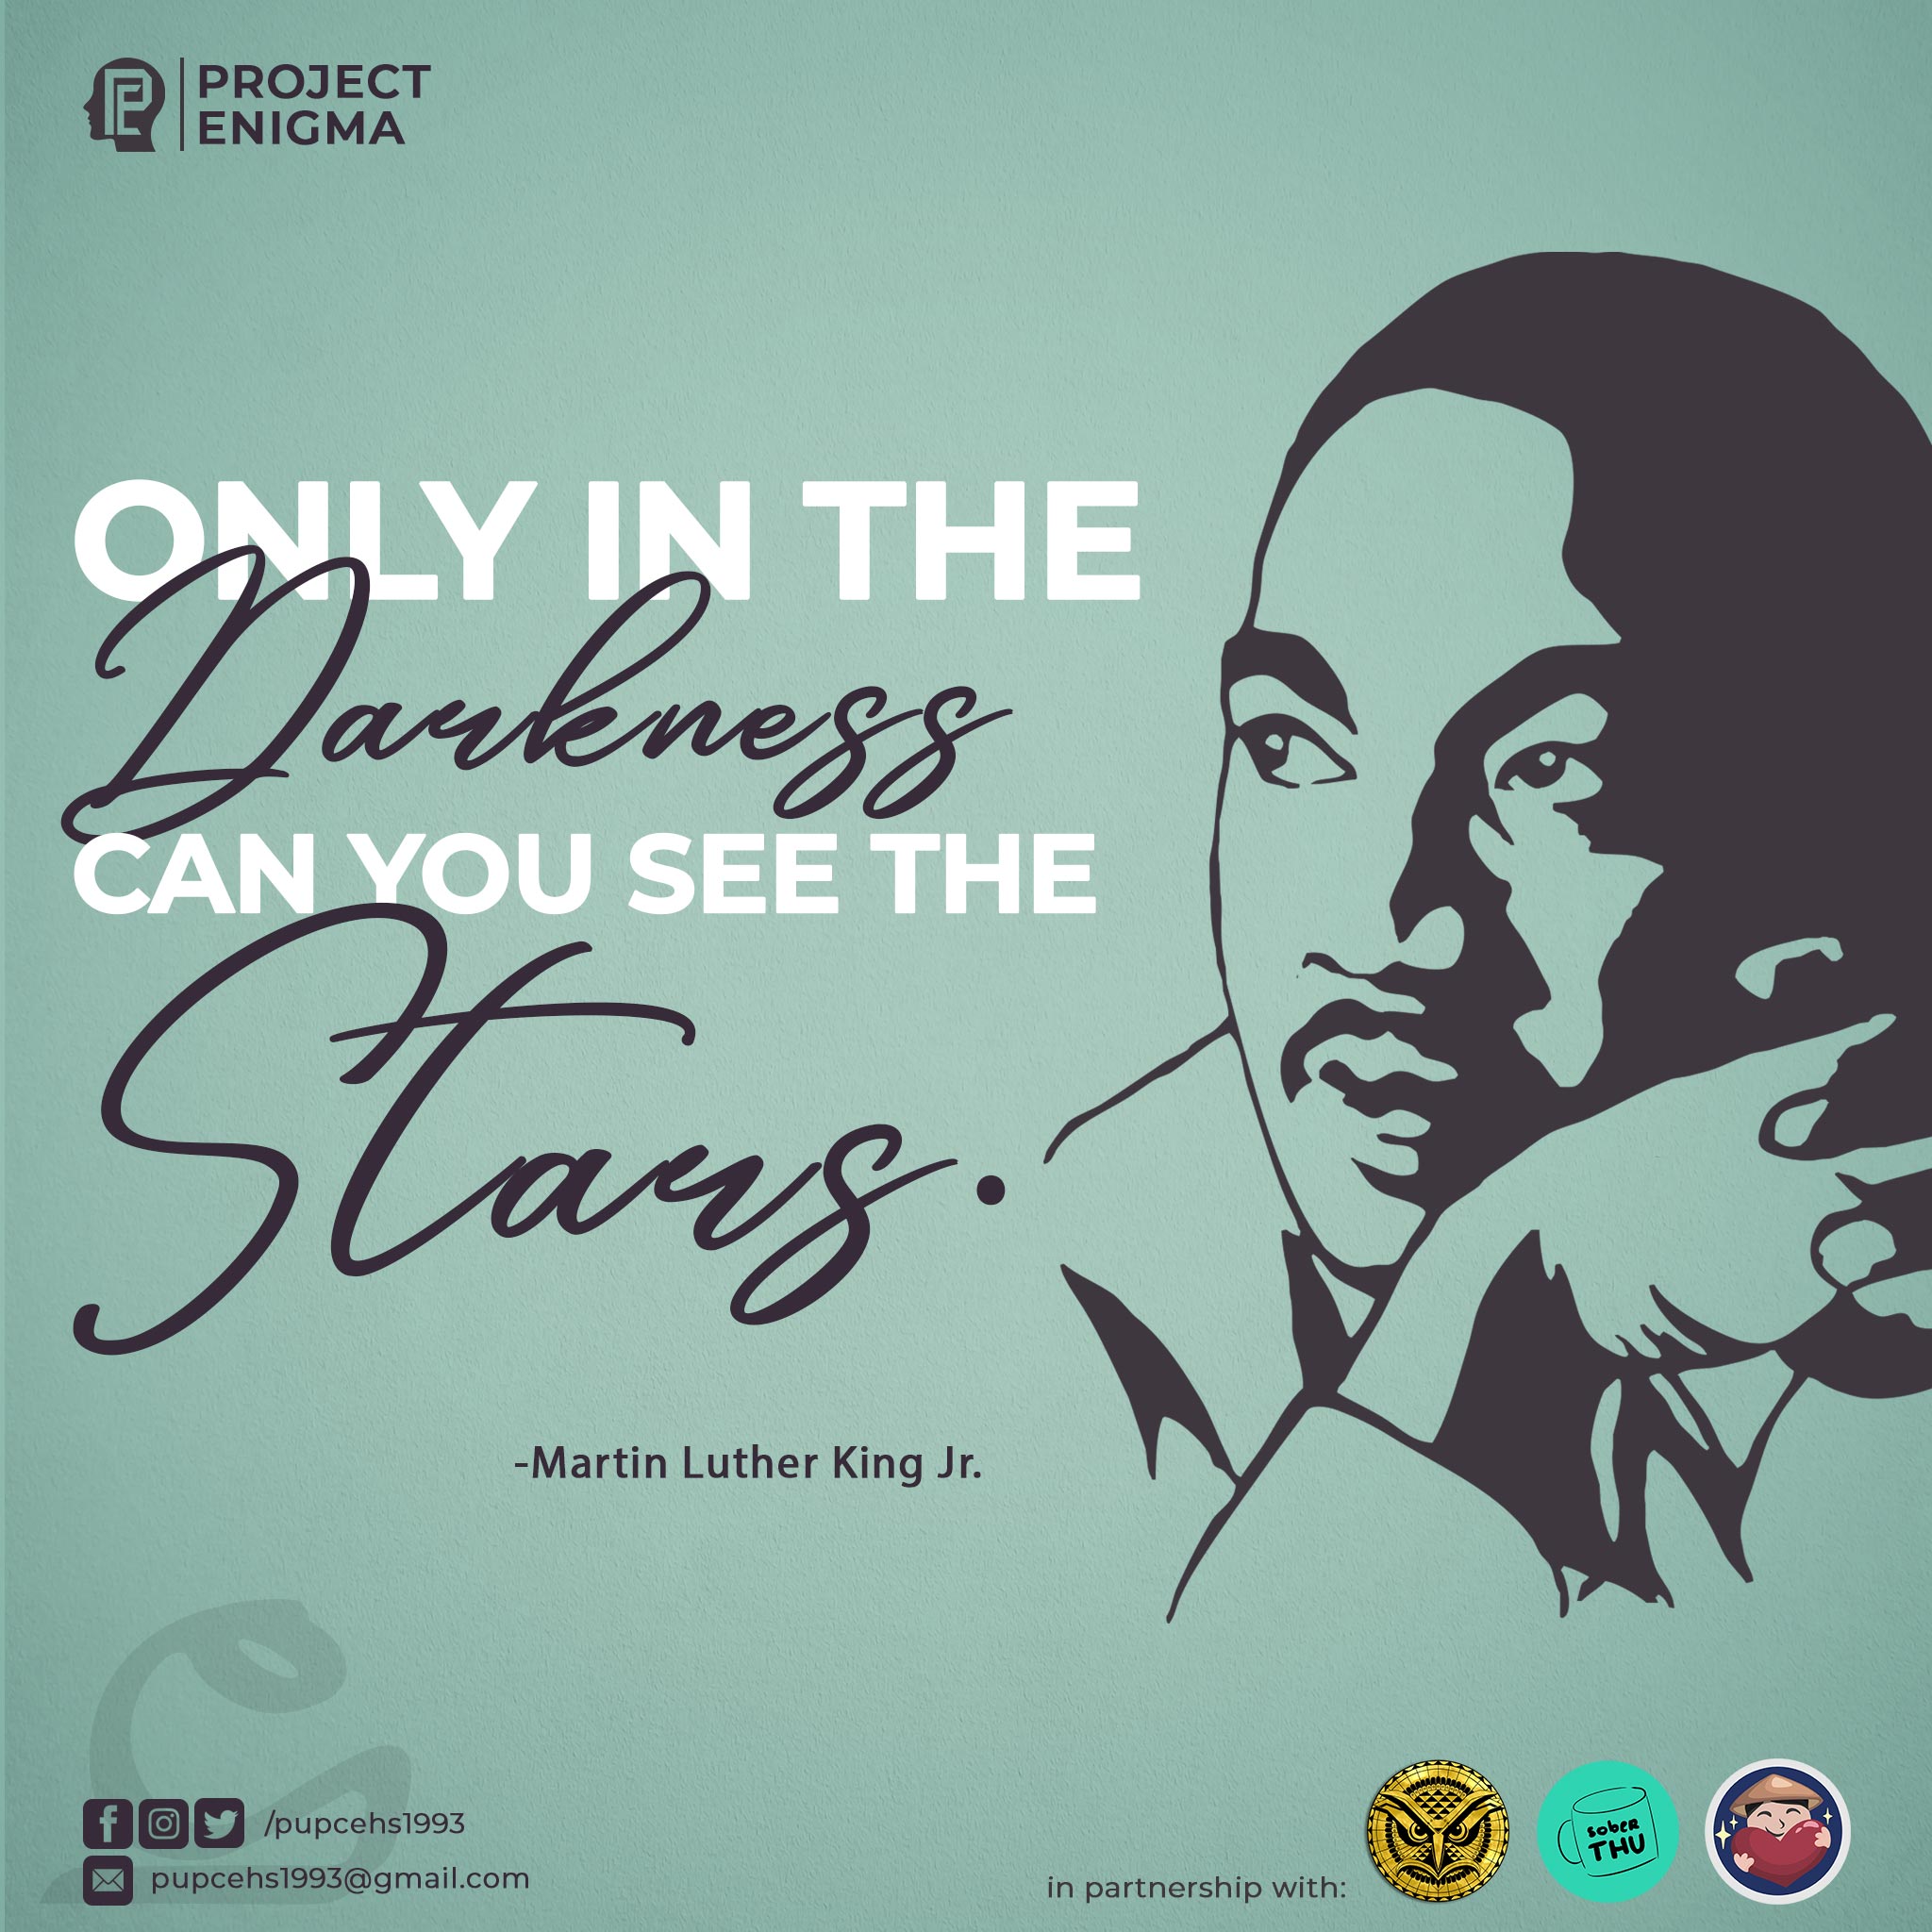 PROJECT
ENIGMA
ONLY IN THE
Darkness
CAN YOU SEE THE
Stars.
-Martin Luther King Jr.
/pupcehs1993
pupcehs1993@gmail.com
in partnership with:
sober
THU